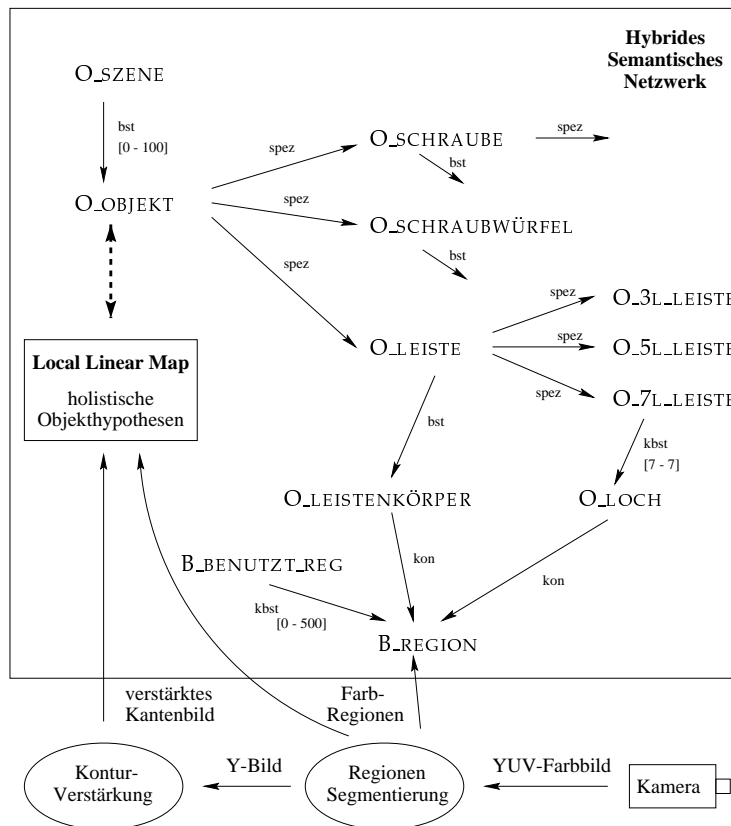 Hybrides
Semantisches
Netzwerk
O_SZENE
bst
[0 - 100]
spez
O_SCHRAUBE
spez
bst
O_OBJEKT
spez
O_SCHRAUBWÜRFEL
bst
spez
O_LEISTE
spez
O_3L_LEISTE
spez
O_5L_LEISTE
spez
O_7L_LEISTE
Local Linear Map
holistische
Objekthypothesen
bst
kbst
[7 - 7]
O_LEISTENKÖRPER
O_LOCH
B_BENUTZT_REG
kon
kon
kbst
[0 - 500]
B_REGION
verstärktes
Kantenbild
Farb-
Regionen
Kontur-
Verstärkung
Y-Bild
Regionen
Segmentierung
YUV-Farbbild
Kamera